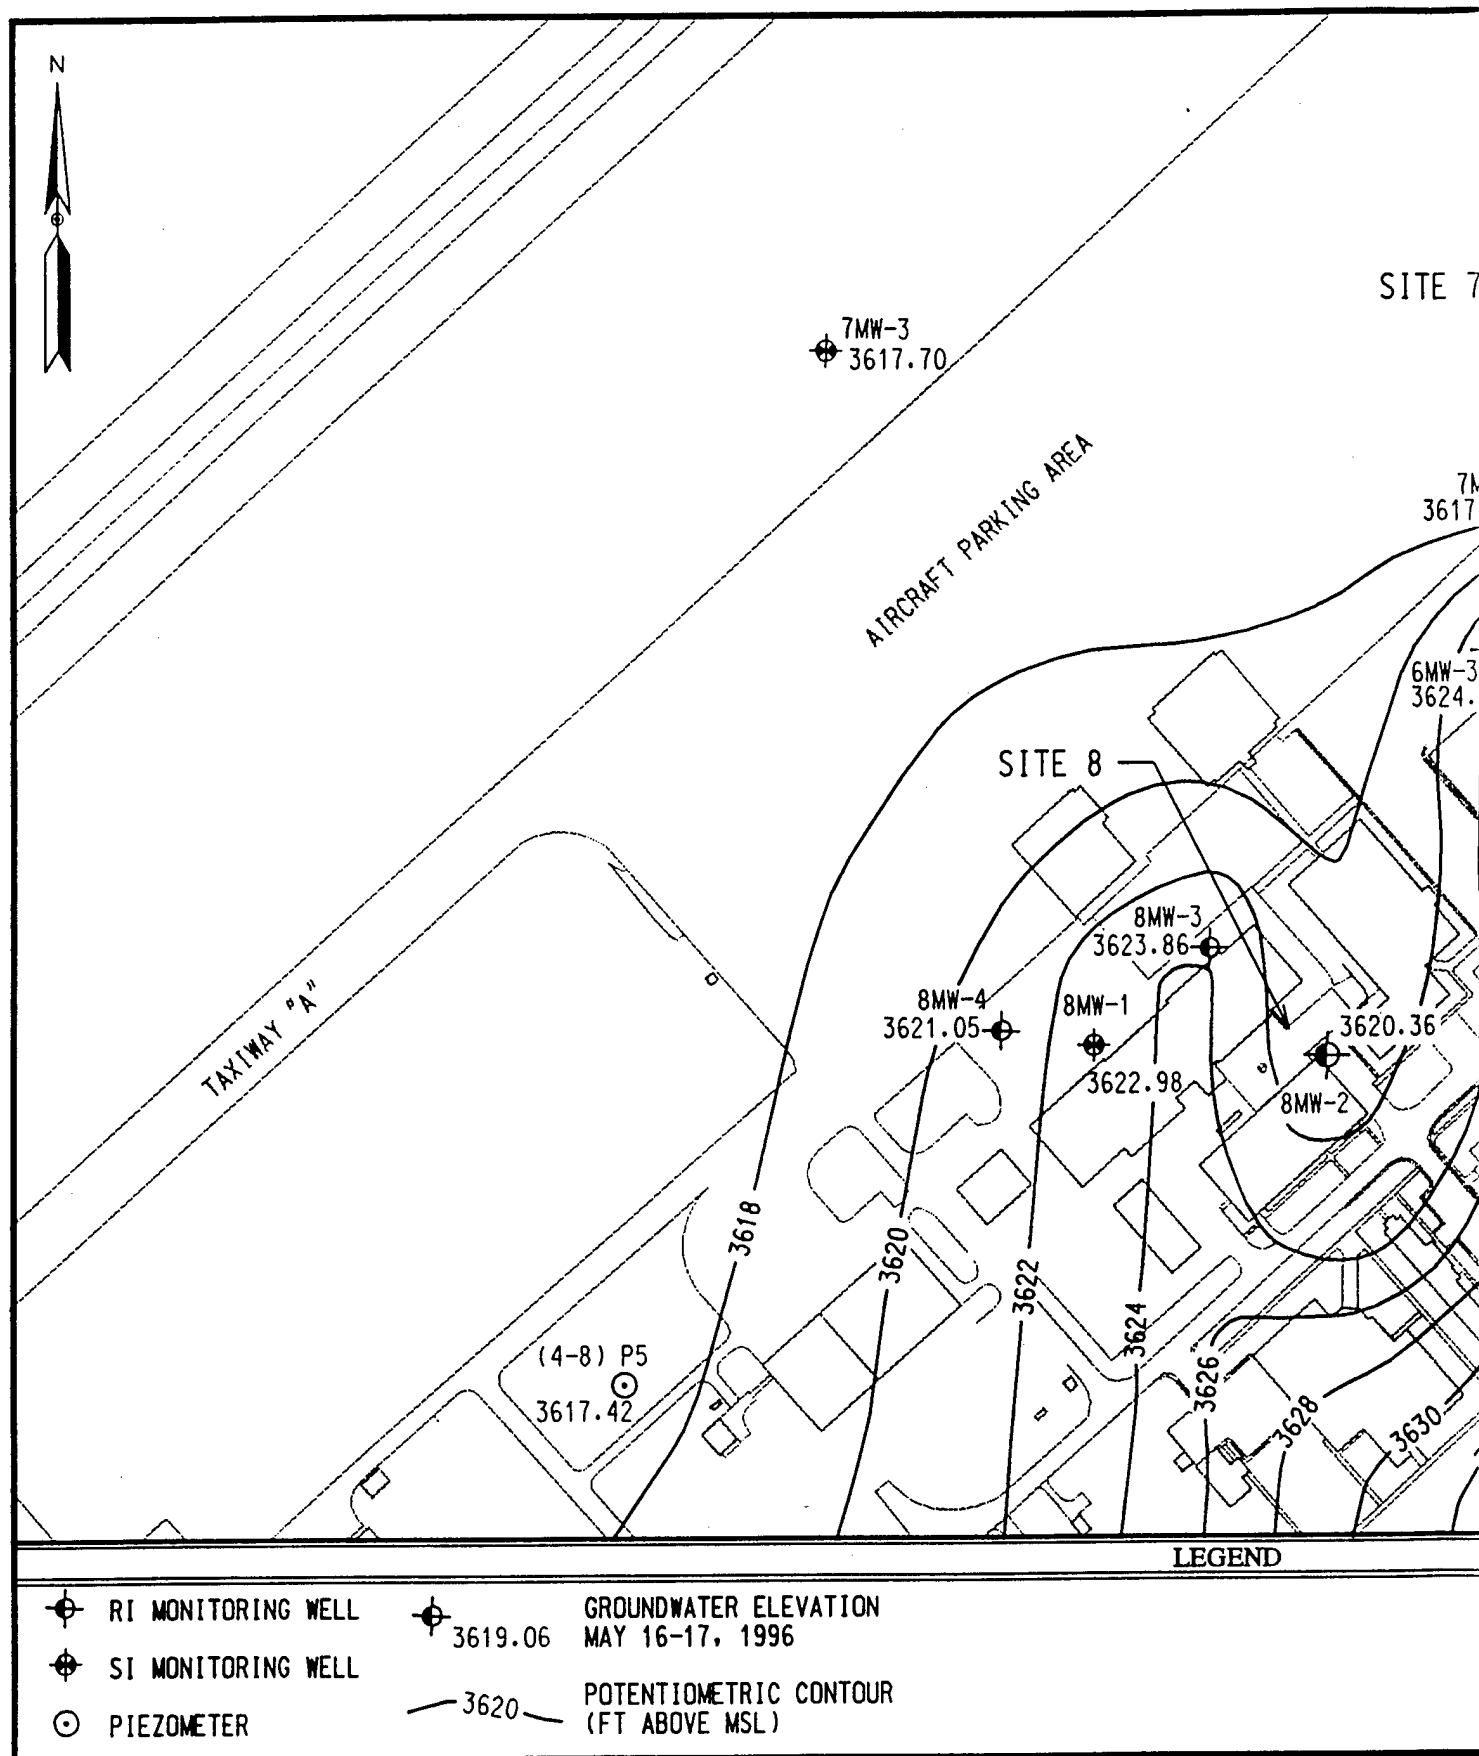 N
SITE 7
7MW-3
3617.70
AIRCRAFT PARKING AREA
3617
6MW-3
3624.
SITE 8
8MW-3
3623.86
8MW-4
3621.05
8MW-1
3622.98
3620.36
8MW-2
TAXIWAY "A"
3618
3620
3622
3624
3626
3628
3630
(4-8) P5
3617.42
LEGEND
RI MONITORING WELL
SI MONITORING WELL
PIEZOMETER
3619.06
GROUNDWATER ELEVATION
MAY 16-17, 1996
3620
POTENTIOMETRIC CONTOUR
(FT ABOVE MSL)